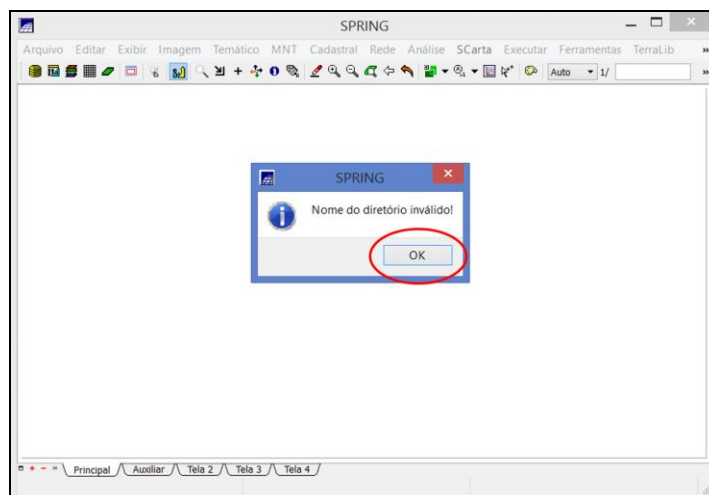 SPRING
Arquivo Editar Exibir Imagem Temático MNT Cadastral Rede Análise SCarta Executar Ferramentas TerraLib »
Auto 1/ »
SPRING
Nome do diretório inválido!
OK
Principal Auxiliar Tela 2 Tela 3 Tela 4